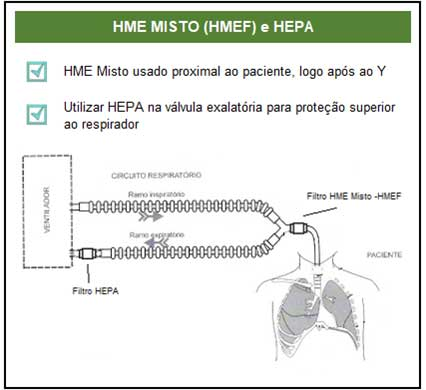 HME MISTO (HMEF) e HEPA
HME Misto usado proximal ao paciente, logo após ao Y
Utilizar HEPA na válvula exalatória para proteção superior
ao respirador
CIRCUITO RESPIRATÓRIO
Ramo inspiratório
Filtro HME Misto -HMEF
VENTILADOR
Ramo expiratório
PACIENTE
Filtro HEPA